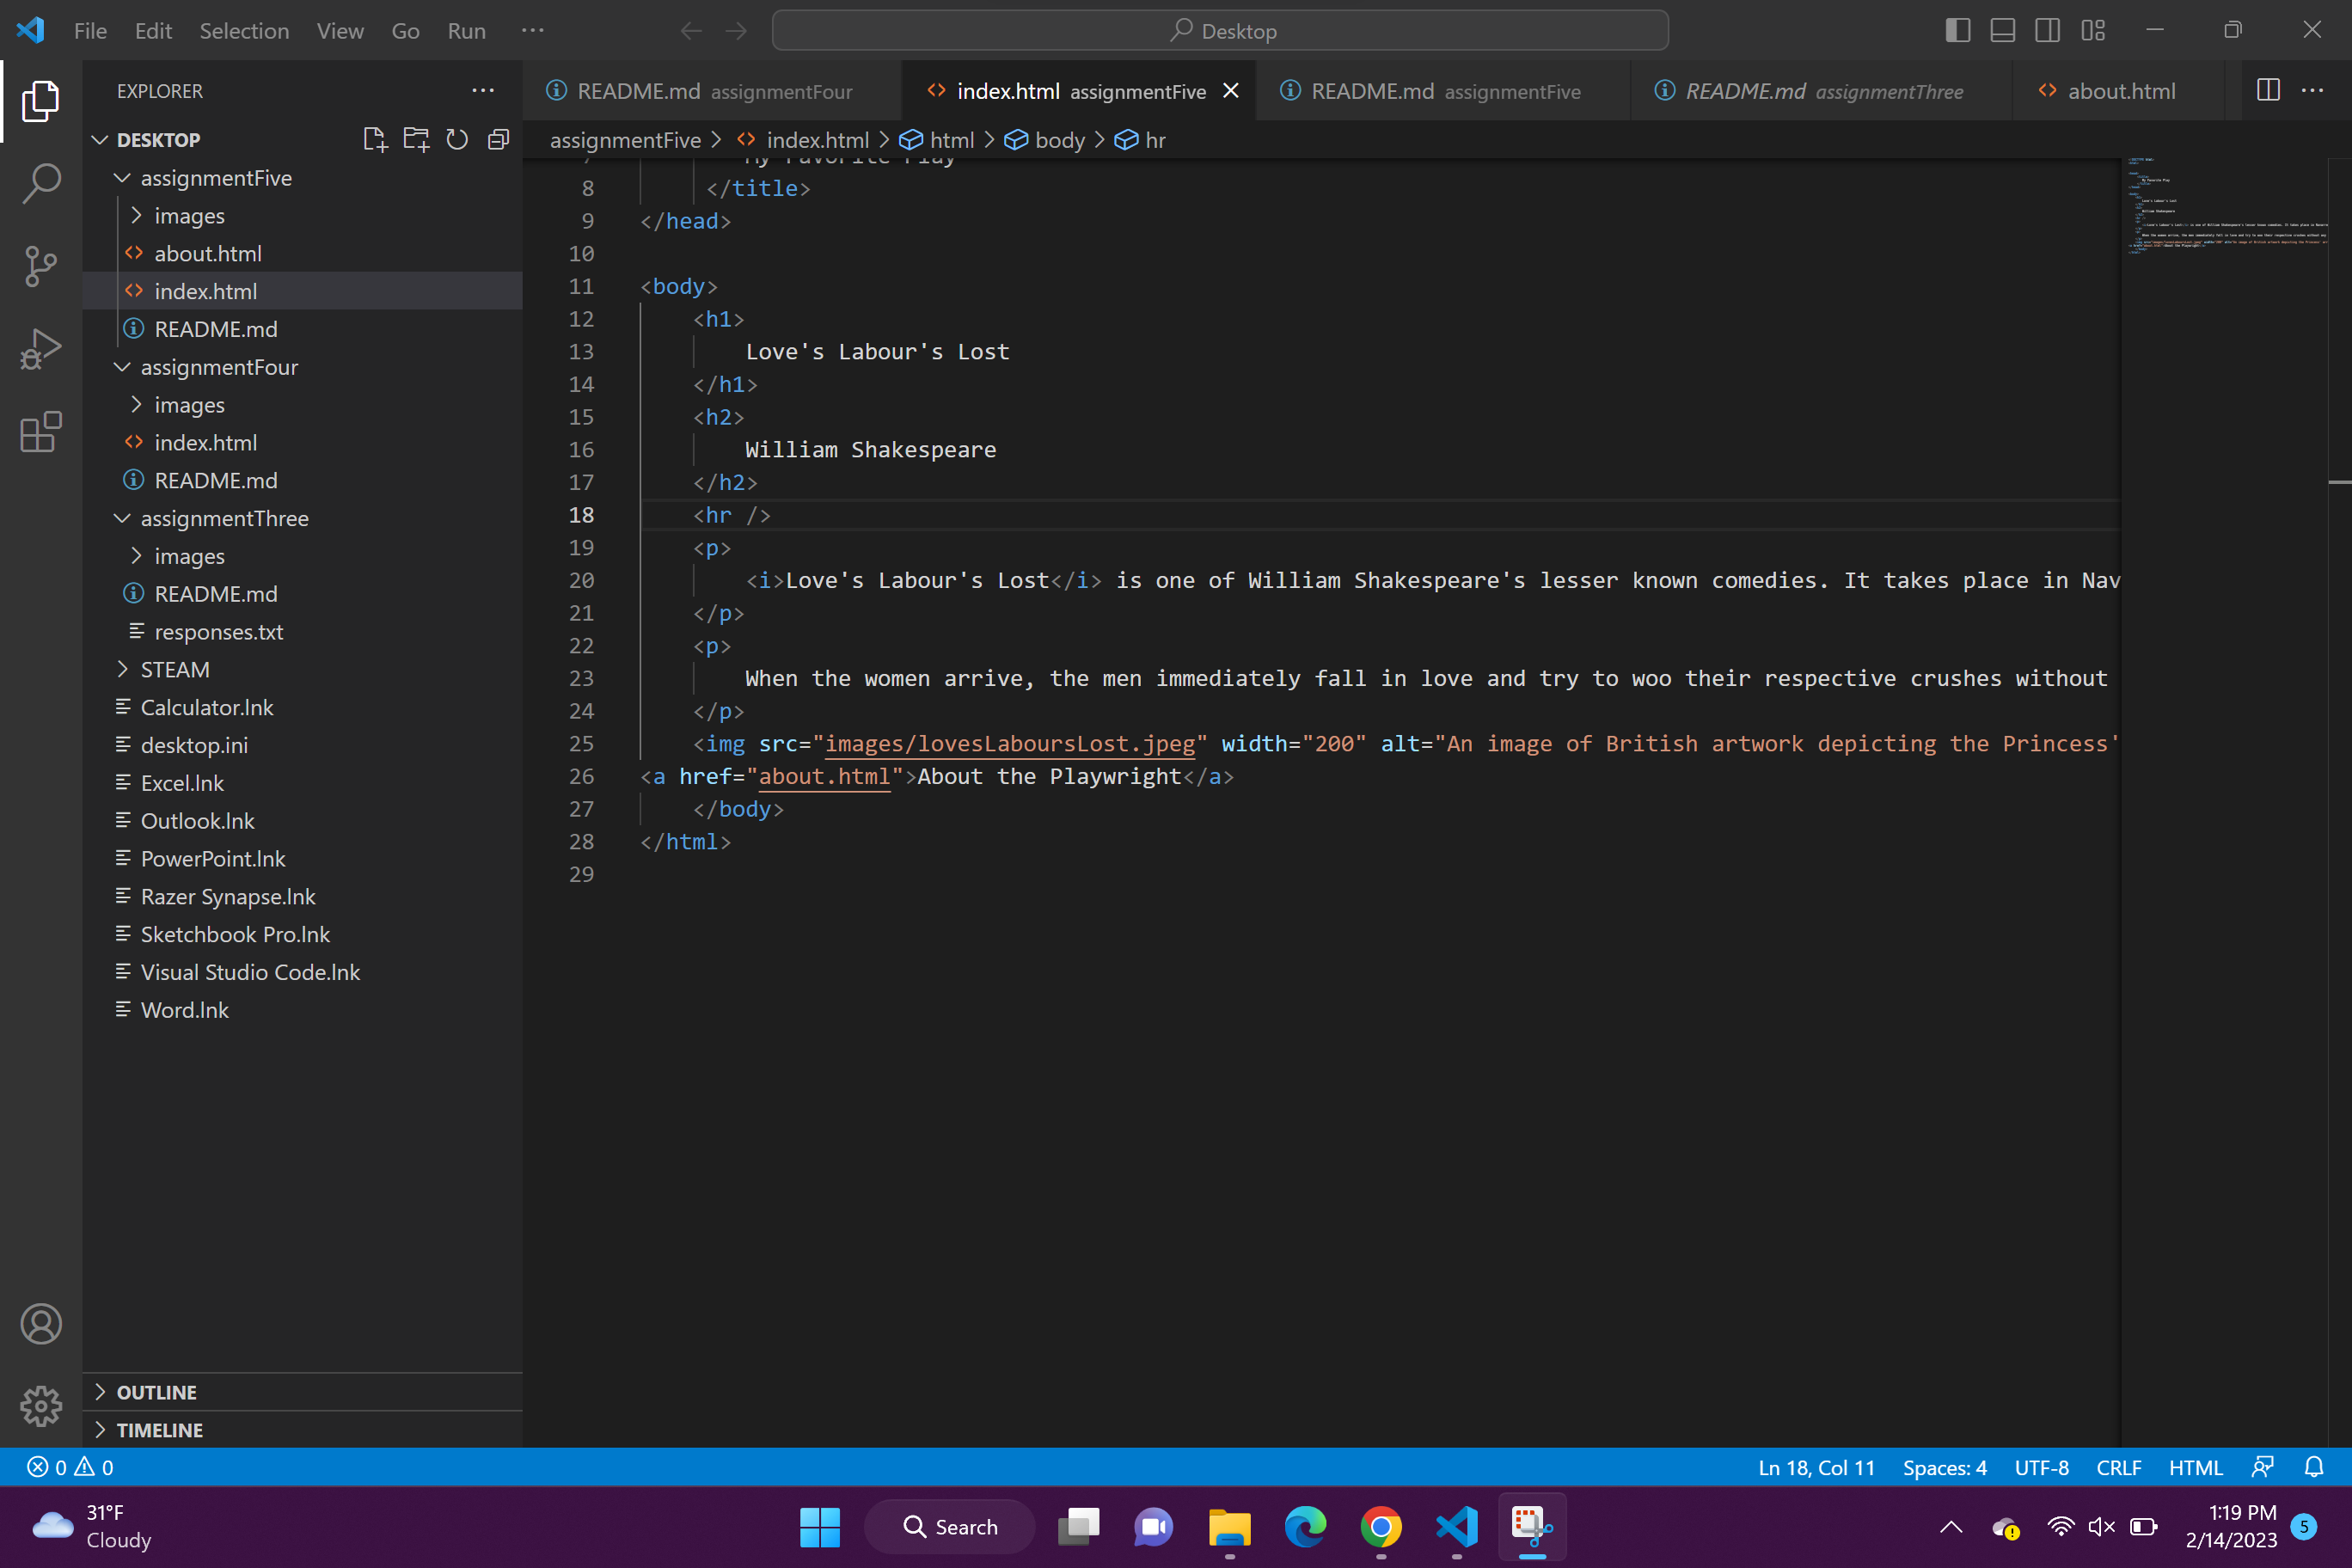 File Edit Selection View Go Run ···
Desktop
EXPLORER ···
README.md assignmentFour
index.html assignmentFive
README.md assignmentFive
README.md assignmentThree
about.html
···
assignmentFive > index.html > html > body > hr
DESKTOP
assignmentFive
images
about.html
index.html
README.md
assignmentFour
images
index.html
README.md
assignmentThree
images
README.md
responses.txt
STEAM
Calculator.lnk
desktop.ini
Excel.lnk
Outlook.lnk
PowerPoint.lnk
Razer Synapse.lnk
Sketchbook Pro.lnk
Visual Studio Code.lnk
Word.lnk
OUTLINE
TIMELINE
7 My Favorite Play
8 </title>
9 </head>
10
11 <body>
12 <h1>
13 Love's Labour's Lost
14 </h1>
15 <h2>
16 William Shakespeare
17 </h2>
18 <hr />
19 <p>
20 <i>Love's Labour's Lost</i> is one of William Shakespeare's lesser known comedies. It takes place in Nav
21 </p>
22 <p>
23 When the women arrive, the men immediately fall in love and try to woo their respective crushes without
24 </p>
25 <img src="images/lovesLaboursLost.jpeg" width="200" alt="An image of British artwork depicting the Princess'
26 <a href="about.html">About the Playwright</a>
27 </body>
28 </html>
29
0 0
Ln 18, Col 11 Spaces: 4 UTF-8 CRLF HTML
31°F
Cloudy
Search
1:19 PM
2/14/2023
5